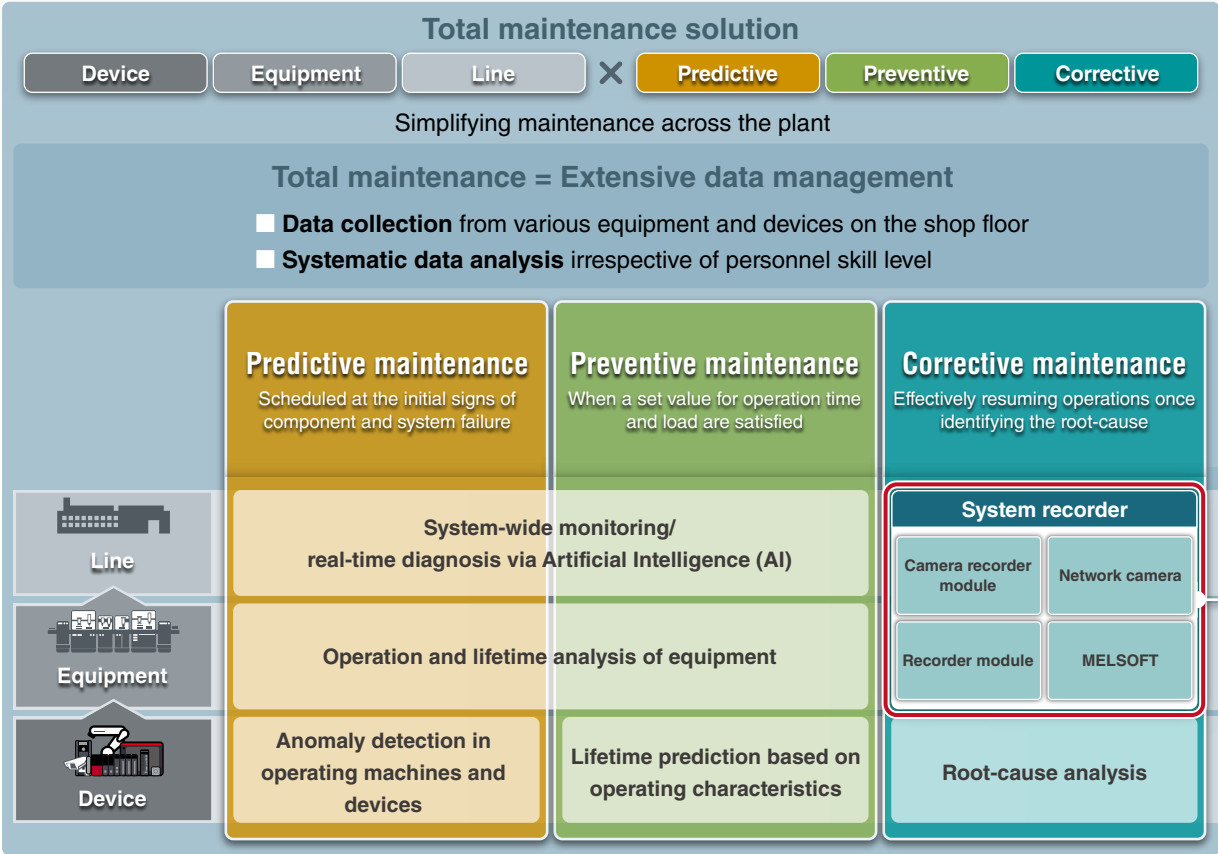 Total maintenance solution
Device
Equipment
Line
×
Predictive
Preventive
Corrective
Simplifying maintenance across the plant
Total maintenance = Extensive data management
Data collection from various equipment and devices on the shop floor
Systematic data analysis irrespective of personnel skill level
Predictive maintenance
Scheduled at the initial signs of
component and system failure
Preventive maintenance
When a set value for operation time
and load are satisfied
Corrective maintenance
Effectively resuming operations once
identifying the root-cause
Line
System-wide monitoring/
real-time diagnosis via Artificial Intelligence (AI)
System recorder
Camera recorder
module
Network camera
Recorder module
MELSOFT
Equipment
Operation and lifetime analysis of equipment
Device
Anomaly detection in
operating machines and
devices
Lifetime prediction based on
operating characteristics
Root-cause analysis